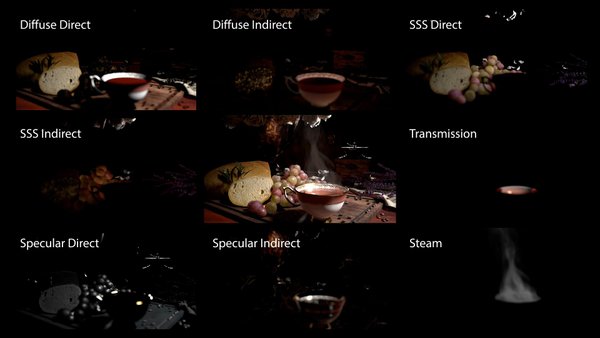 Diffuse Direct
Diffuse Indirect
SSS Direct
SSS Indirect
Transmission
Specular Direct
Specular Indirect
Steam